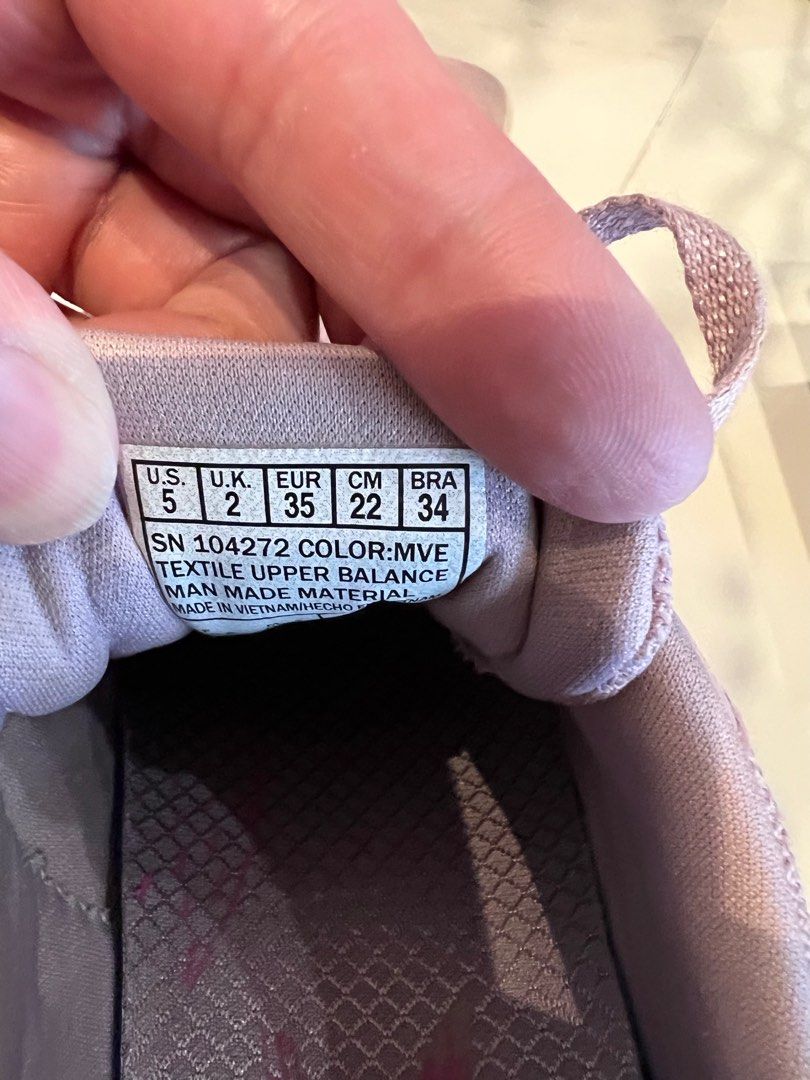 U.S. U.K. EUR CM BRA
5 2 35 22 34
SN 104272 COLOR:MVE
TEXTILE UPPER BALANCE
MAN MADE MATERIAL
MADE IN VIETNAM/HECHO